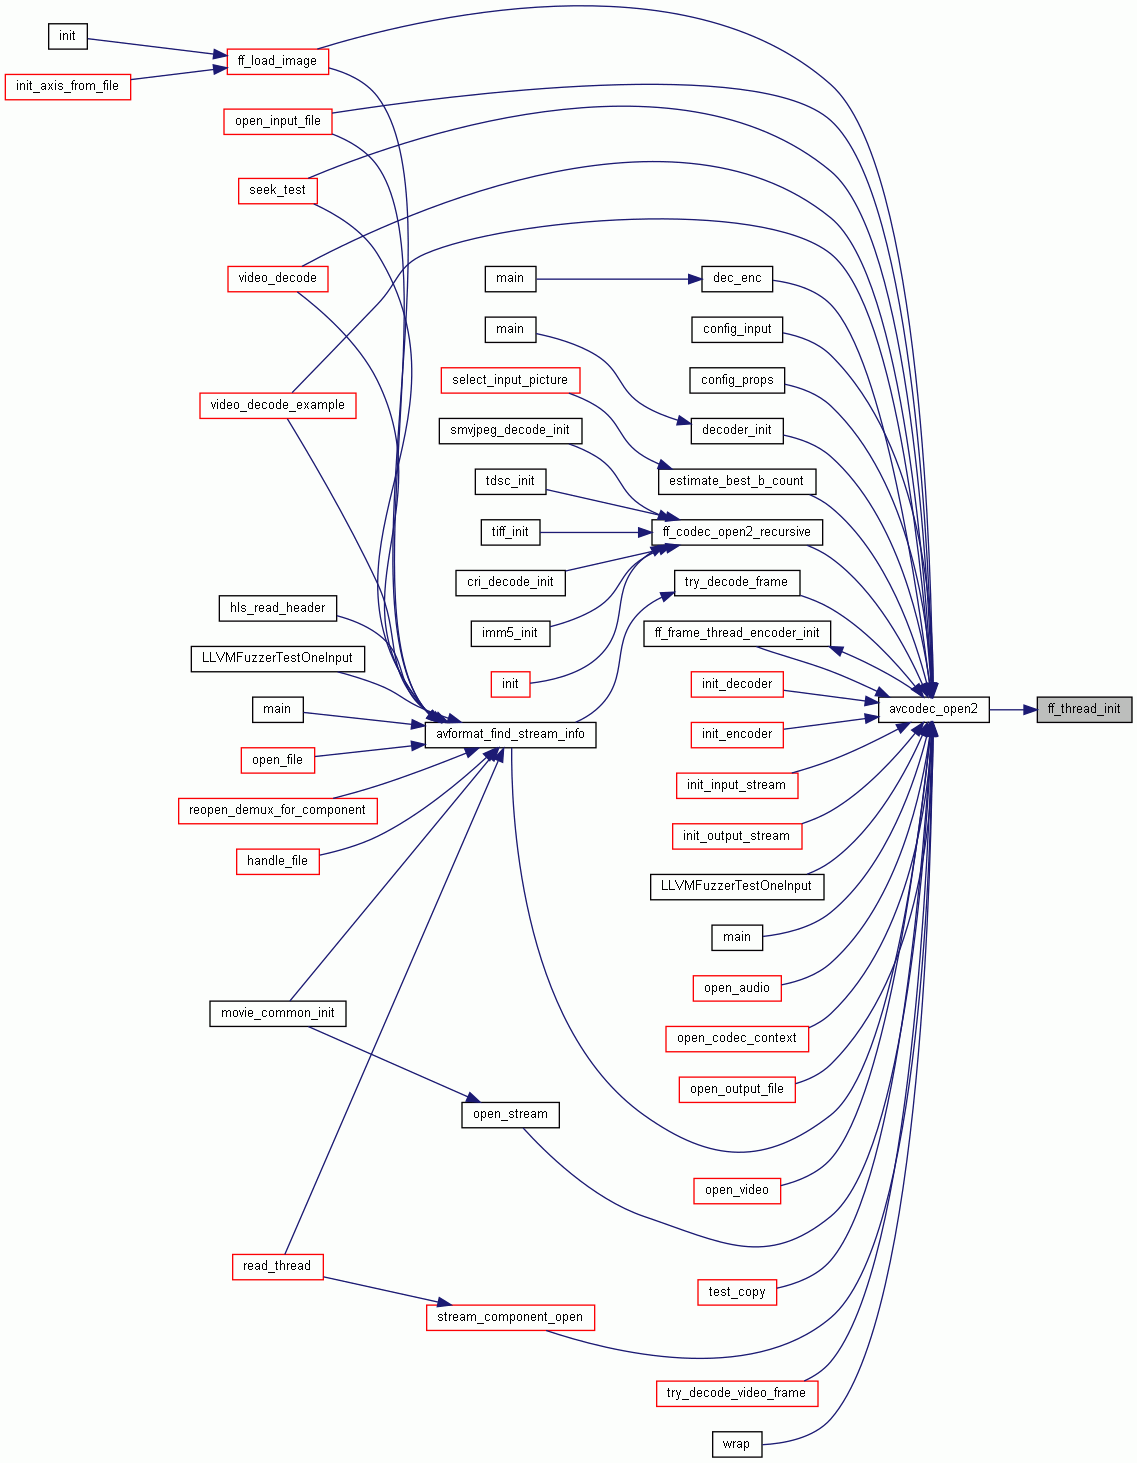 init
ff_load_image
init_axis_from_file
open_input_file
seek_test
video_decode
main
dec_enc
main
config_input
select_input_picture
config_props
video_decode_example
smvjpeg_decode_init
decoder_init
tdsc_init
estimate_best_b_count
tiff_init
ff_codec_open2_recursive
cri_decode_init
try_decode_frame
hls_read_header
imm5_init
ff_frame_thread_encoder_init
LLVMFuzzerTestOneInput
init
init_decoder
main
avformat_find_stream_info
init_encoder
avcodec_open2
ff_thread_init
open_file
init_input_stream
reopen_demux_for_component
init_output_stream
handle_file
LLVMFuzzerTestOneInput
main
open_audio
movie_common_init
open_codec_context
open_output_file
open_stream
open_video
read_thread
test_copy
stream_component_open
try_decode_video_frame
wrap